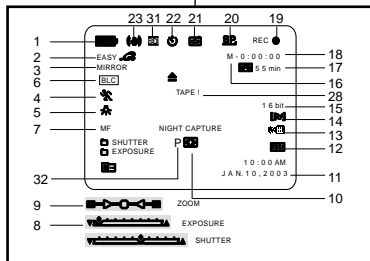 23 31 22 21 20 19
1 REC
2 EASY M - 0 : 0 0 : 0 0 18
3 MIRROR 5 5 min 17
6 BLC 16
TAPE ! 28
4 1 6 bit 15
5 14
7 MF NIGHT CAPTURE 13
SHUTTER P 12
EXPOSURE
1 0 : 0 0 AM
32 J A N. 1 0 , 2 0 0 3 11
10
9 ZOOM
8 EXPOSURE
SHUTTER